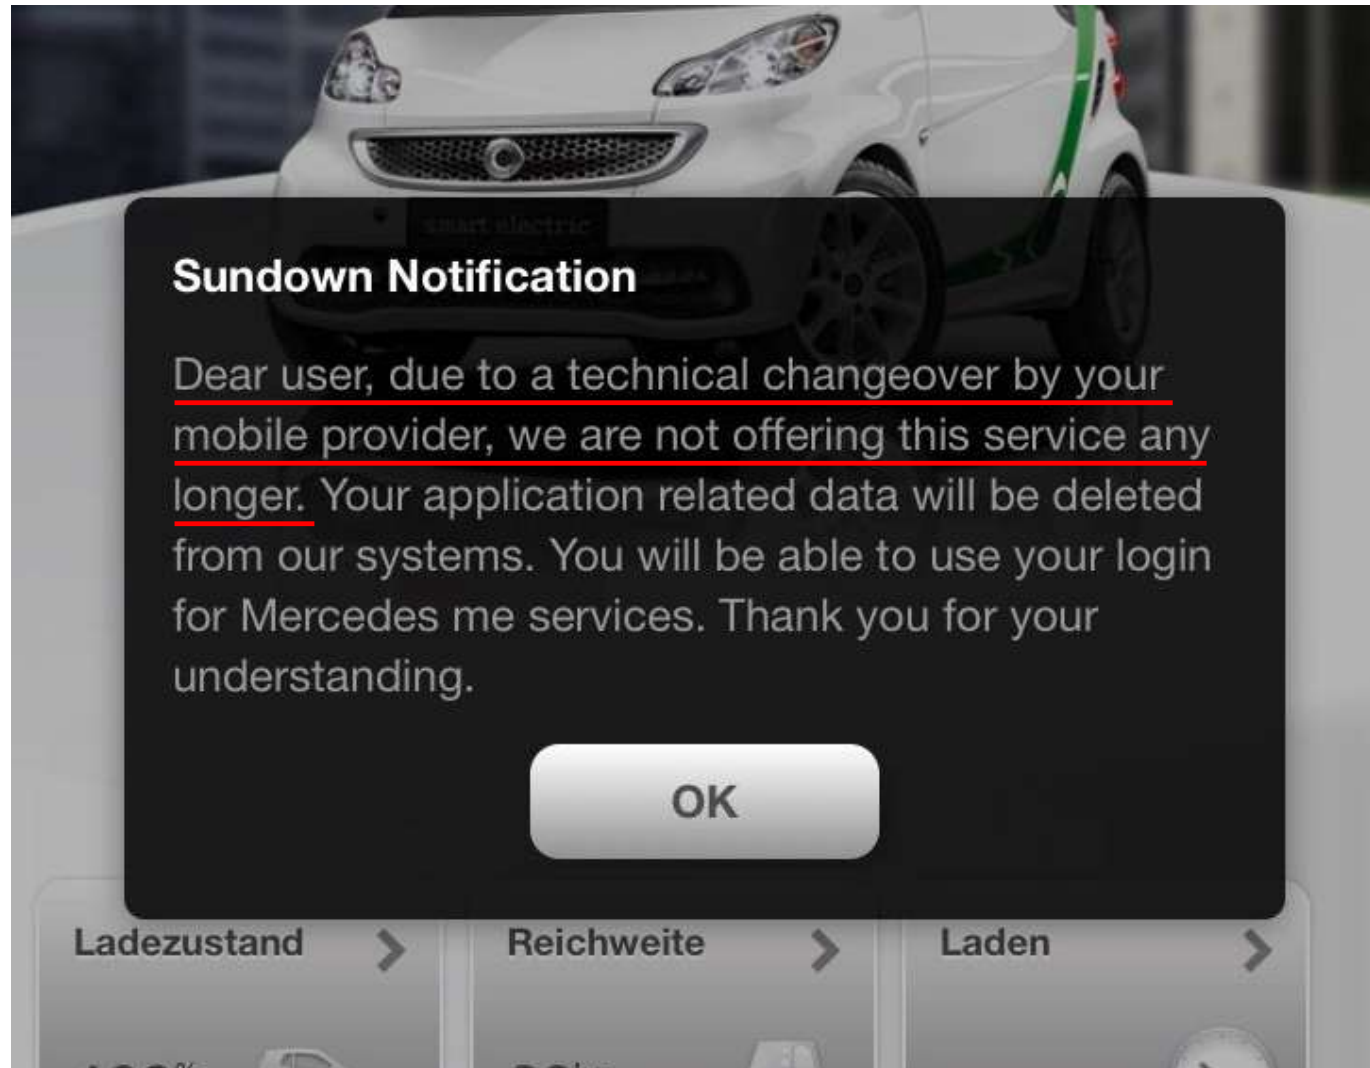 smart electric
Sundown Notification
Dear user, due to a technical changeover by your
mobile provider, we are not offering this service any
longer. Your application related data will be deleted
from our systems. You will be able to use your login
for Mercedes me services. Thank you for your
understanding.
OK
Ladezustand
Reichweite
Laden